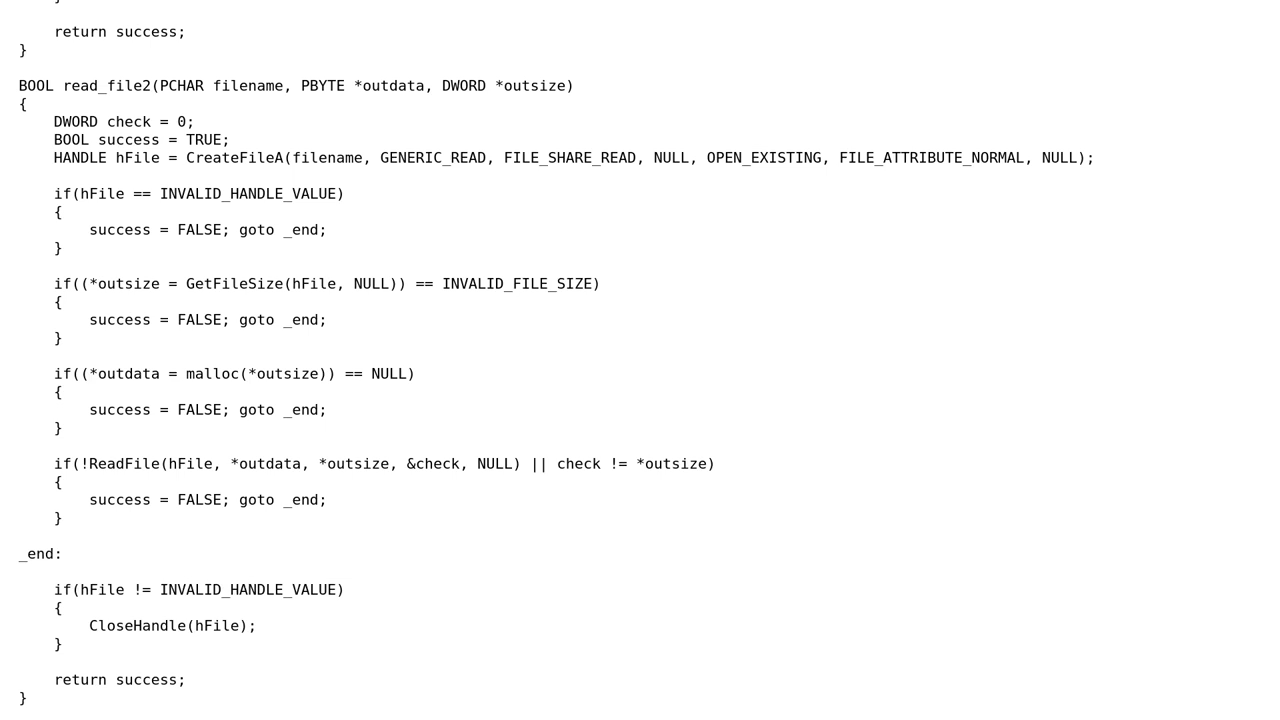 return success;
}

BOOL read_file2(PCHAR filename, PBYTE *outdata, DWORD *outsize)
{
    DWORD check = 0;
    BOOL success = TRUE;
    HANDLE hFile = CreateFileA(filename, GENERIC_READ, FILE_SHARE_READ, NULL, OPEN_EXISTING, FILE_ATTRIBUTE_NORMAL, NULL);

    if(hFile == INVALID_HANDLE_VALUE)
    {
        success = FALSE; goto _end;
    }

    if((*outsize = GetFileSize(hFile, NULL)) == INVALID_FILE_SIZE)
    {
        success = FALSE; goto _end;
    }

    if((*outdata = malloc(*outsize)) == NULL)
    {
        success = FALSE; goto _end;
    }

    if(!ReadFile(hFile, *outdata, *outsize, &check, NULL) || check != *outsize)
    {
        success = FALSE; goto _end;
    }

_end:

    if(hFile != INVALID_HANDLE_VALUE)
    {
        CloseHandle(hFile);
    }

    return success;
}